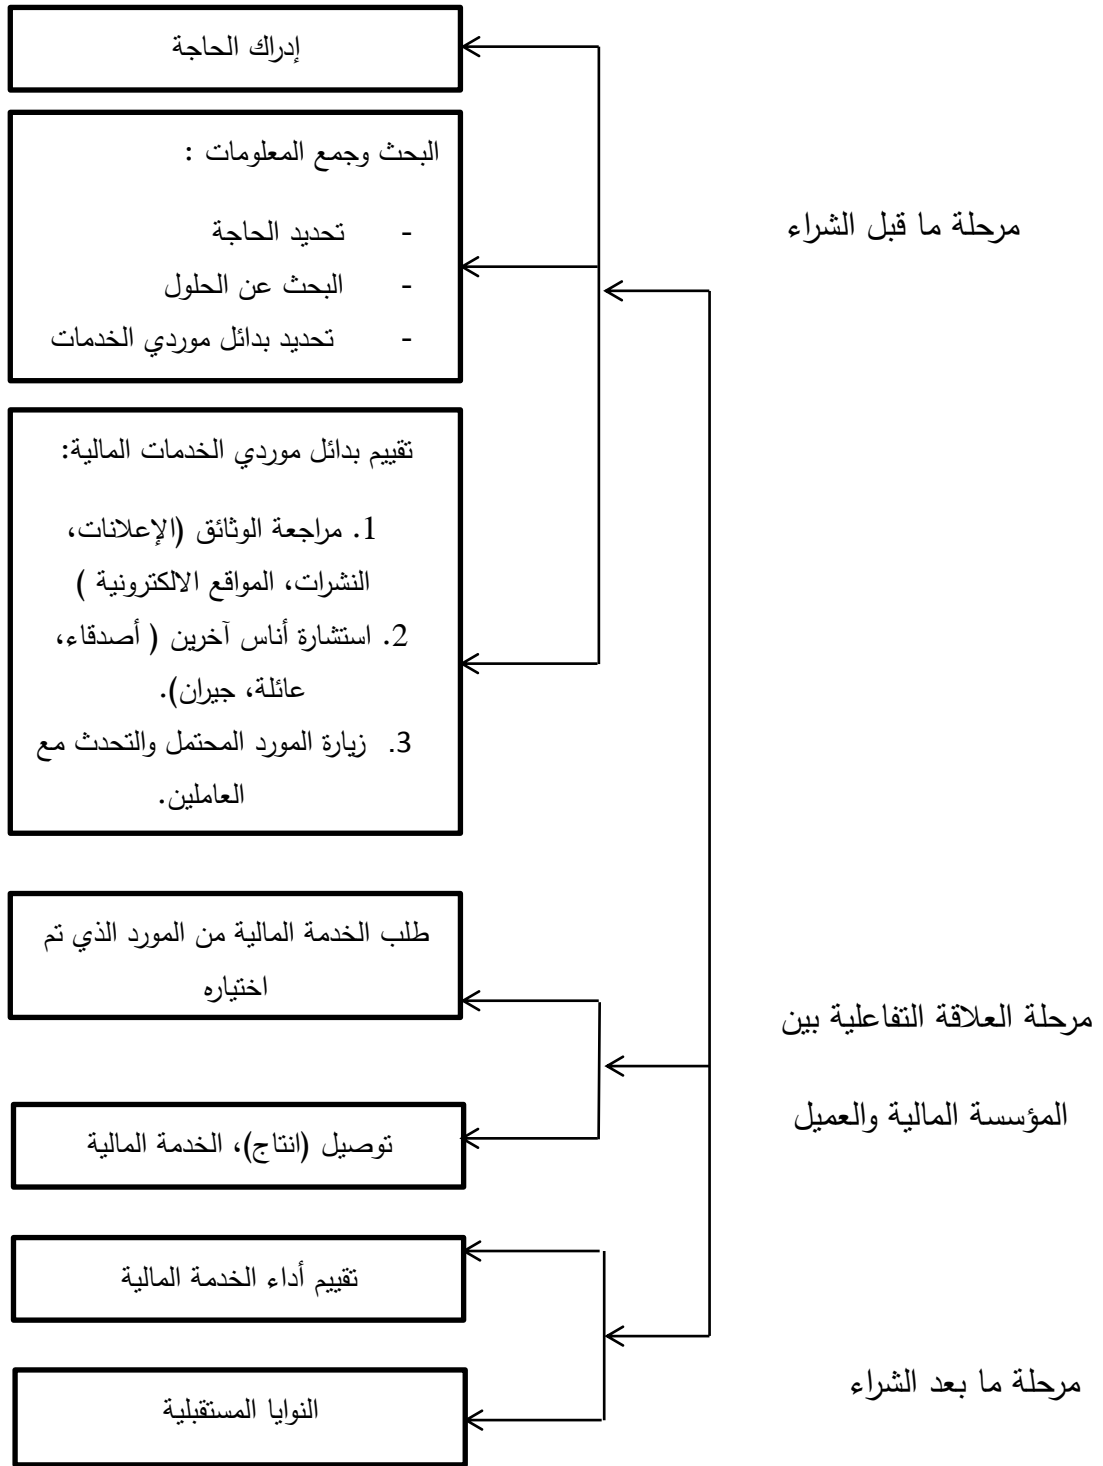 إدراك الحاجة
البحث وجمع المعلومات :
- تحديد الحاجة
- البحث عن الحلول
- تحديد بدائل موردي الخدمات
مرحلة ما قبل الشراء
تقييم بدائل موردي الخدمات المالية:
1. مراجعة الوثائق (الإعلانات،
النشرات، المواقع الالكترونية )
2. استشارة أناس آخرين ( أصدقاء،
عائلة، جيران).
3. زيارة المورد المحتمل والتحدث مع
العاملين.
طلب الخدمة المالية من المورد الذي تم
اختياره
مرحلة العلاقة التفاعلية بين
المؤسسة المالية والعميل
توصيل (انتاج)، الخدمة المالية
تقييم أداء الخدمة المالية
مرحلة ما بعد الشراء
النوايا المستقبلية